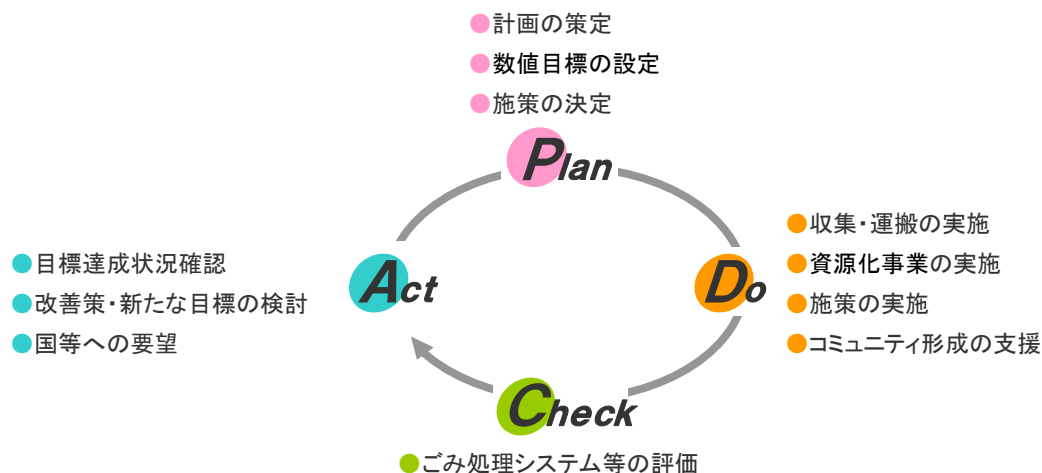 ●計画の策定
●数値目標の設定
●施策の決定
Plan
●収集・運搬の実施
●資源化事業の実施
●施策の実施
●コミュニティ形成の支援
Do
●目標達成状況確認
●改善策・新たな目標の検討
●国等への要望
Act
Check
●ごみ処理システム等の評価